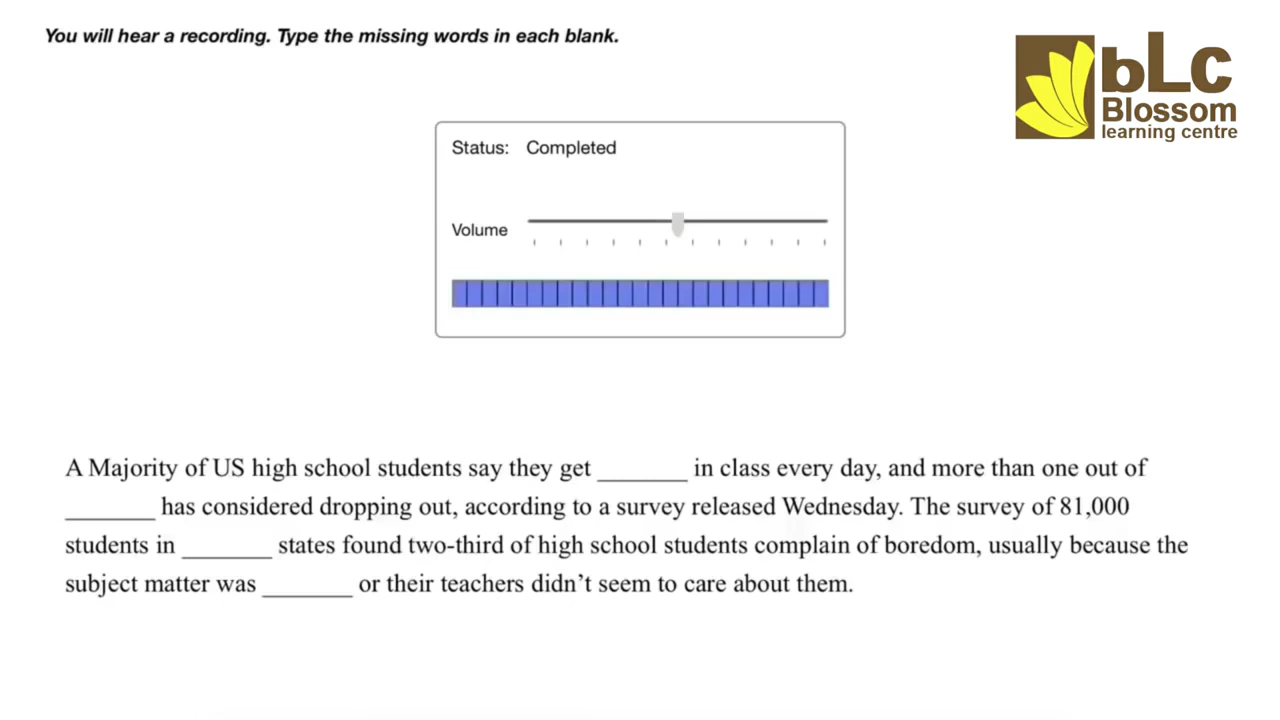 You will hear a recording. Type the missing words in each blank.
bLc
Blossom
learning centre
Status: Completed
Volume
A Majority of US high school students say they get _______ in class every day, and more than one out of
_______ has considered dropping out, according to a survey released Wednesday. The survey of 81,000
students in _______ states found two-third of high school students complain of boredom, usually because the
subject matter was _______ or their teachers didn't seem to care about them.